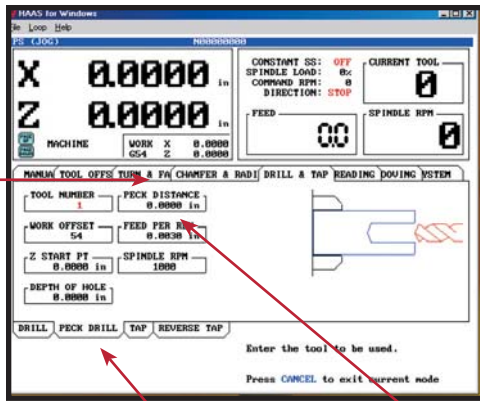 HAAS for Windows
ile Loop Help
PS (JOG) N00000000
X 0.0000 in
Z 0.0000 in
MACHINE WORK X 0.0000
G54 Z 0.0000
CONSTANT SS: OFF
SPINDLE LOAD: 0%
COMMAND RPM: 0
DIRECTION: STOP
CURRENT TOOL
0
FEED
0.0
SPINDLE RPM
0
MANUA TOOL OFFS TURN & FA CHAMFER & RADI DRILL & TAP READING OOVING YSTEM
TOOL NUMBER
1
PECK DISTANCE
0.0000 in
WORK OFFSET
54
FEED PER RE
0.0030 in
Z START PT
0.0000 in
SPINDLE RPM
1000
DEPTH OF HOLE
0.0000 in
DRILL PECK DRILL TAP REVERSE TAP
Enter the tool to be used.
Press CANCEL to exit current mode